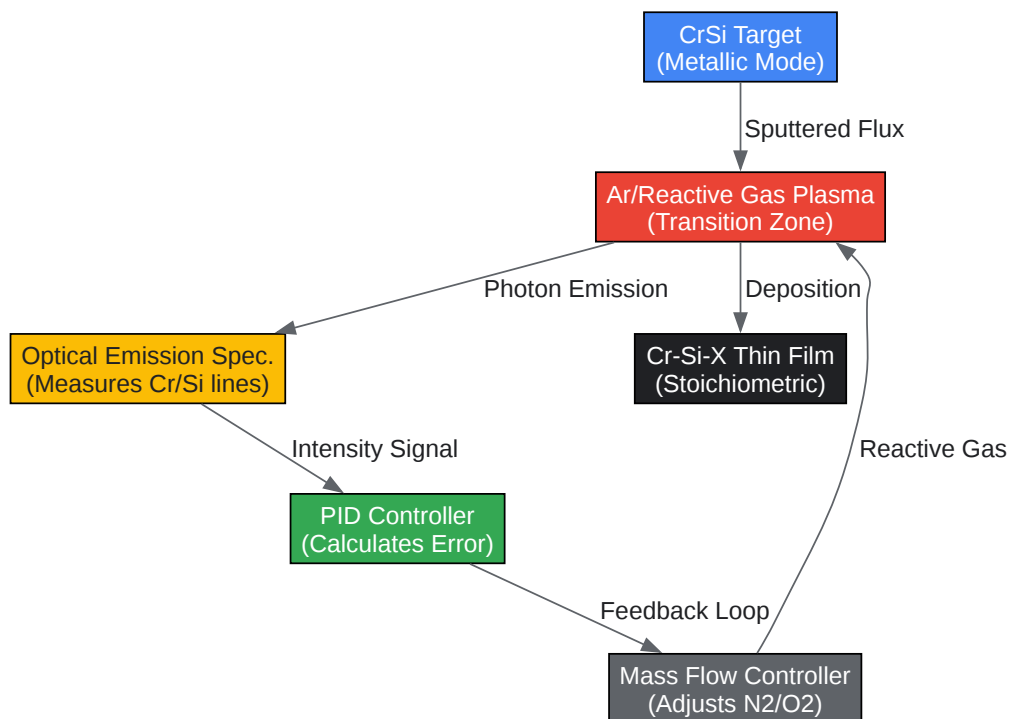 CrSi Target
(Metallic Mode)
Sputtered Flux
Ar/Reactive Gas Plasma
(Transition Zone)
Photon Emission
Deposition
Optical Emission Spec.
(Measures Cr/Si lines)
Cr-Si-X Thin Film
(Stoichiometric)
Intensity Signal
Reactive Gas
PID Controller
(Calculates Error)
Feedback Loop
Mass Flow Controller
(Adjusts N2/O2)